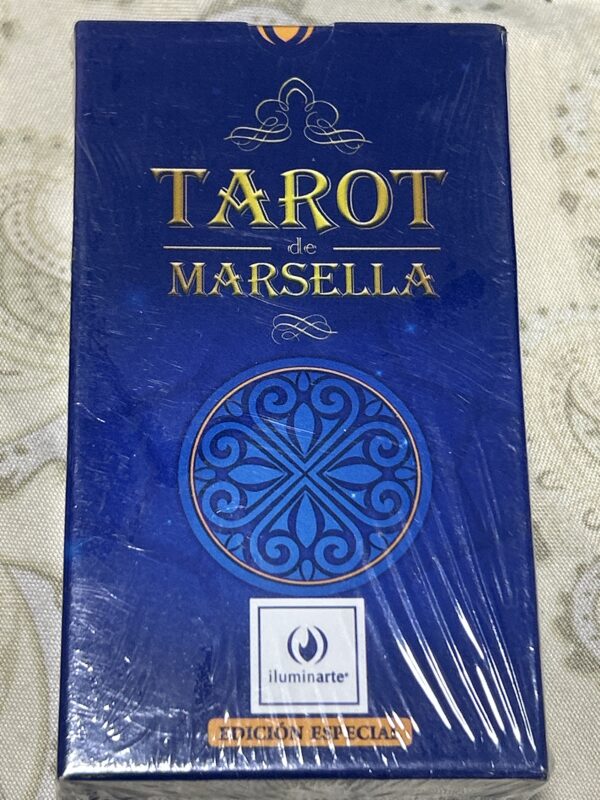 TAROT
de
MARSELLA
iluminarte®
EDICIÓN ESPECIAL